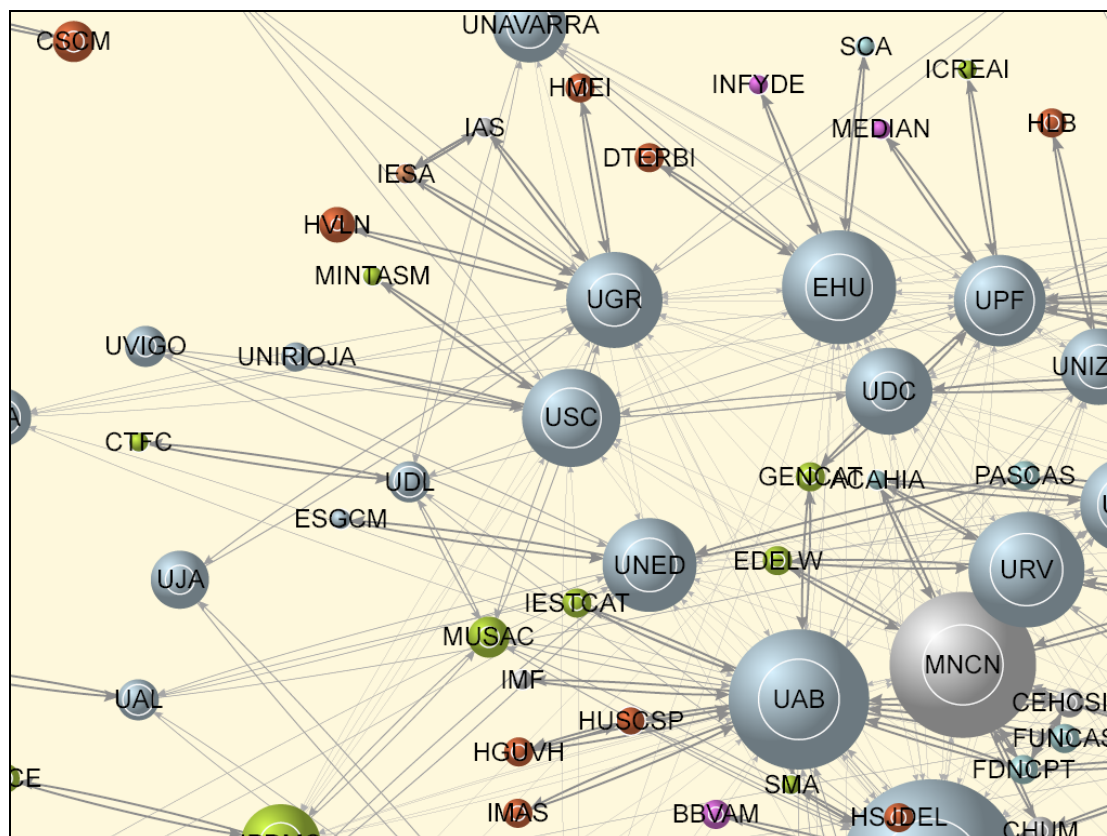 UNAVARRA
CSCM
SCA
ICREAI
HMEI
INFYDE
IAS
MEDIAN
HLB
DTERBI
IESA
HVLN
MINTASM
UGR
EHU
UPF
UVIGO
UNIRIOJA
UNIZ
UDC
USC
A
CTFC
UDL
GENCAT
ACAHIA
PASCAS
ESGCM
U
UJA
UNED
EDELW
URV
IESTCAT
MUSAC
MNCN
IMF
UAL
UAB
CEHCSI
HUSCSP
FUNCAS
HGUVH
FDNCPT
CE
SMA
IMAS
BBVAM
HSJDEL
CHUM